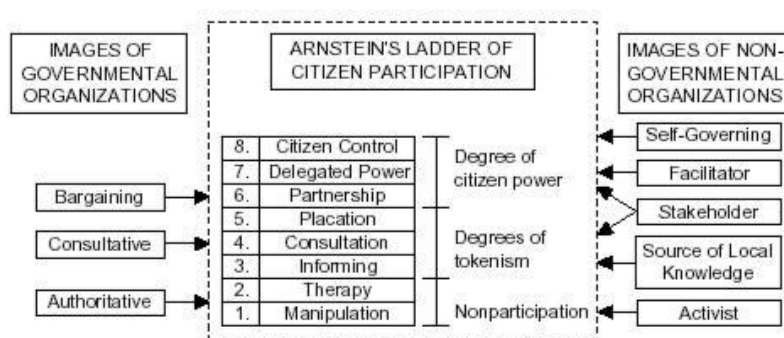 IMAGES OF
GOVERNMENTAL
ORGANIZATIONS
ARNSTEIN'S LADDER OF
CITIZEN PARTICIPATION
IMAGES OF NON-
GOVERNMENTAL
ORGANIZATIONS
8. Citizen Control
7. Delegated Power
6. Partnership
5. Placation
4. Consultation
3. Informing
2. Therapy
1. Manipulation
Degree of
citizen power
Degrees of
tokenism
Nonparticipation
Bargaining
Consultative
Authoritative
Self-Governing
Facilitator
Stakeholder
Source of Local
Knowledge
Activist